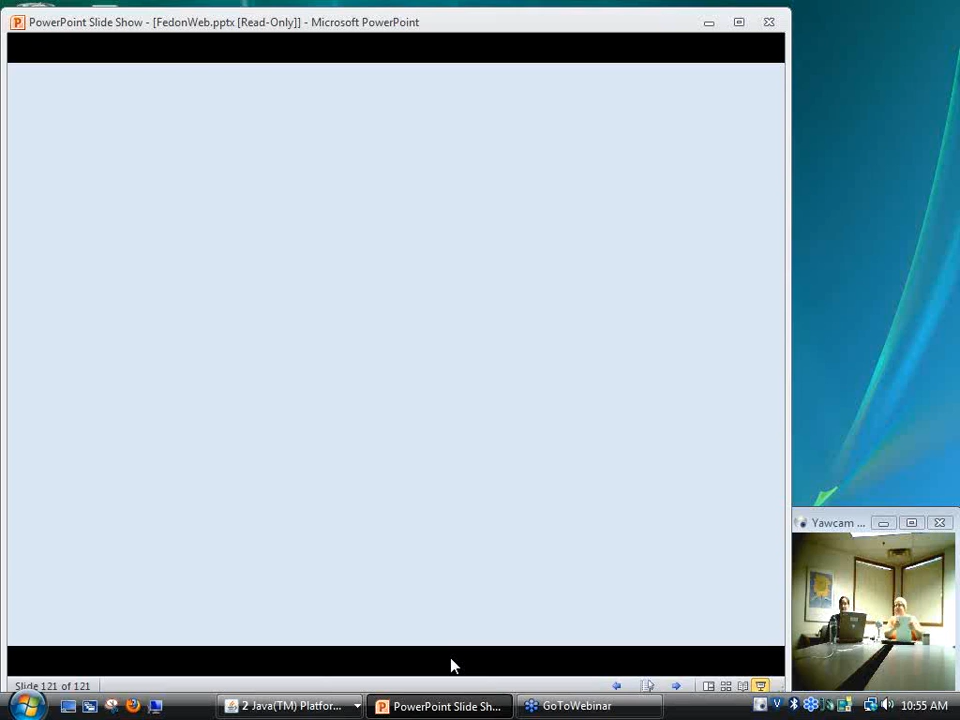 PowerPoint Slide Show - [FedonWeb.pptx [Read-Only]] - Microsoft PowerPoint
Yawcam ...
Slide 121 of 121
2 Java(TM) Platfor...
PowerPoint Slide Sh...
GoToWebinar
10:55 AM